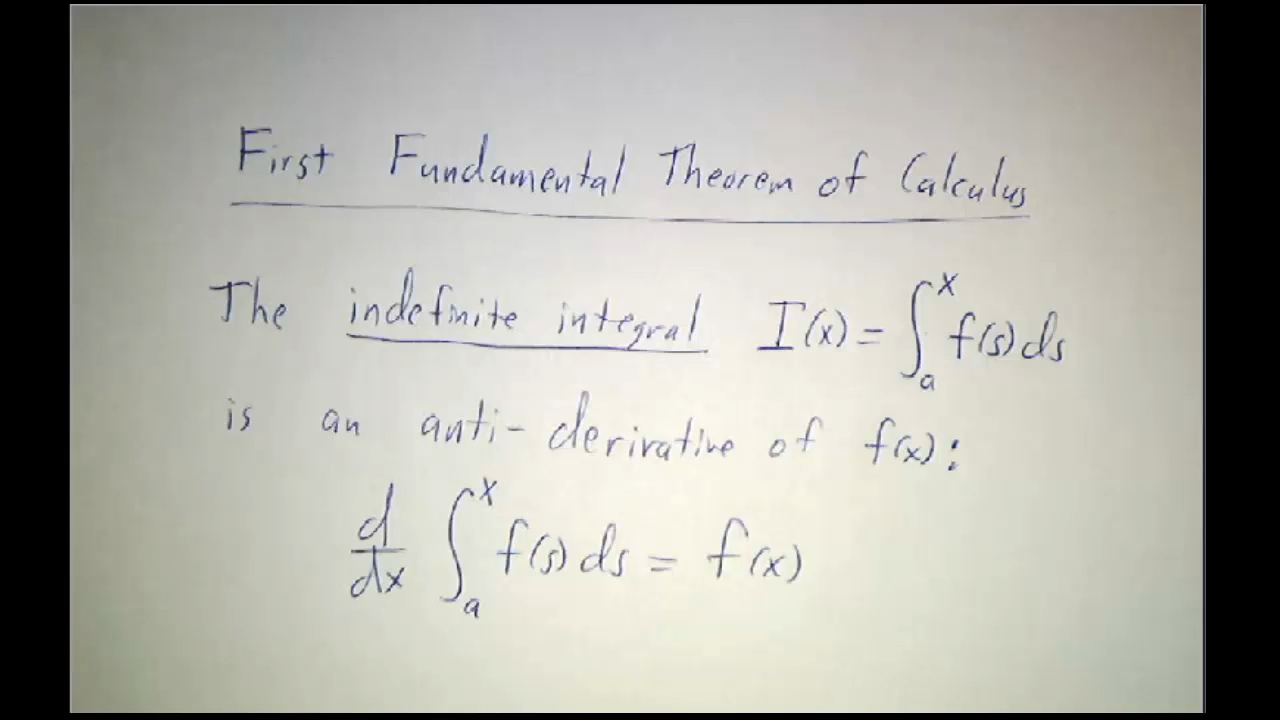 First Fundamental Theorem of Calculus
The indefinite integral I(x) = ∫ₐˣ f(s) ds
is an anti-derivative of f(x):
d/dx ∫ₐˣ f(s) ds = f(x)